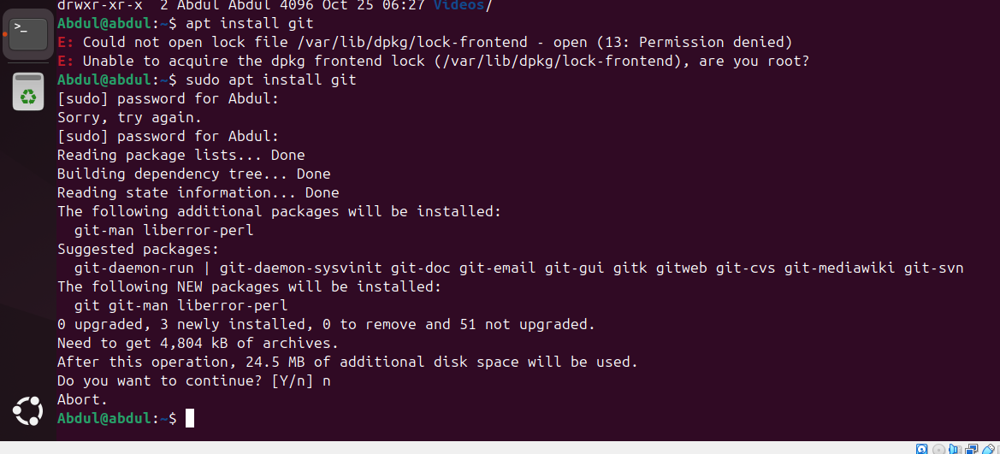 drwxr-xr-x  2 Abdul Abdul 4096 Oct 25 06:27 Videos/
Abdul@abdul:~$ apt install git
E: Could not open lock file /var/lib/dpkg/lock-frontend - open (13: Permission denied)
E: Unable to acquire the dpkg frontend lock (/var/lib/dpkg/lock-frontend), are you root?
Abdul@abdul:~$ sudo apt install git
[sudo] password for Abdul:
Sorry, try again.
[sudo] password for Abdul:
Reading package lists... Done
Building dependency tree... Done
Reading state information... Done
The following additional packages will be installed:
  git-man liberror-perl
Suggested packages:
  git-daemon-run | git-daemon-sysvinit git-doc git-email git-gui gitk gitweb git-cvs git-mediawiki git-svn
The following NEW packages will be installed:
  git git-man liberror-perl
0 upgraded, 3 newly installed, 0 to remove and 51 not upgraded.
Need to get 4,804 kB of archives.
After this operation, 24.5 MB of additional disk space will be used.
Do you want to continue? [Y/n] n
Abort.
Abdul@abdul:~$